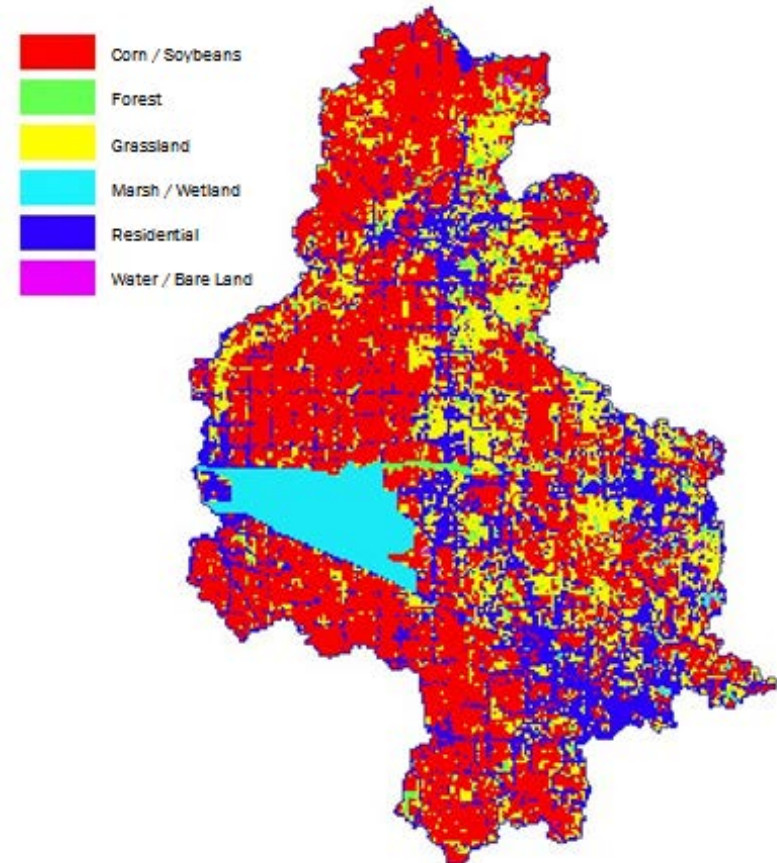 Corn / Soybeans
Forest
Grassland
Marsh / Wetland
Residential
Water / Bare Land